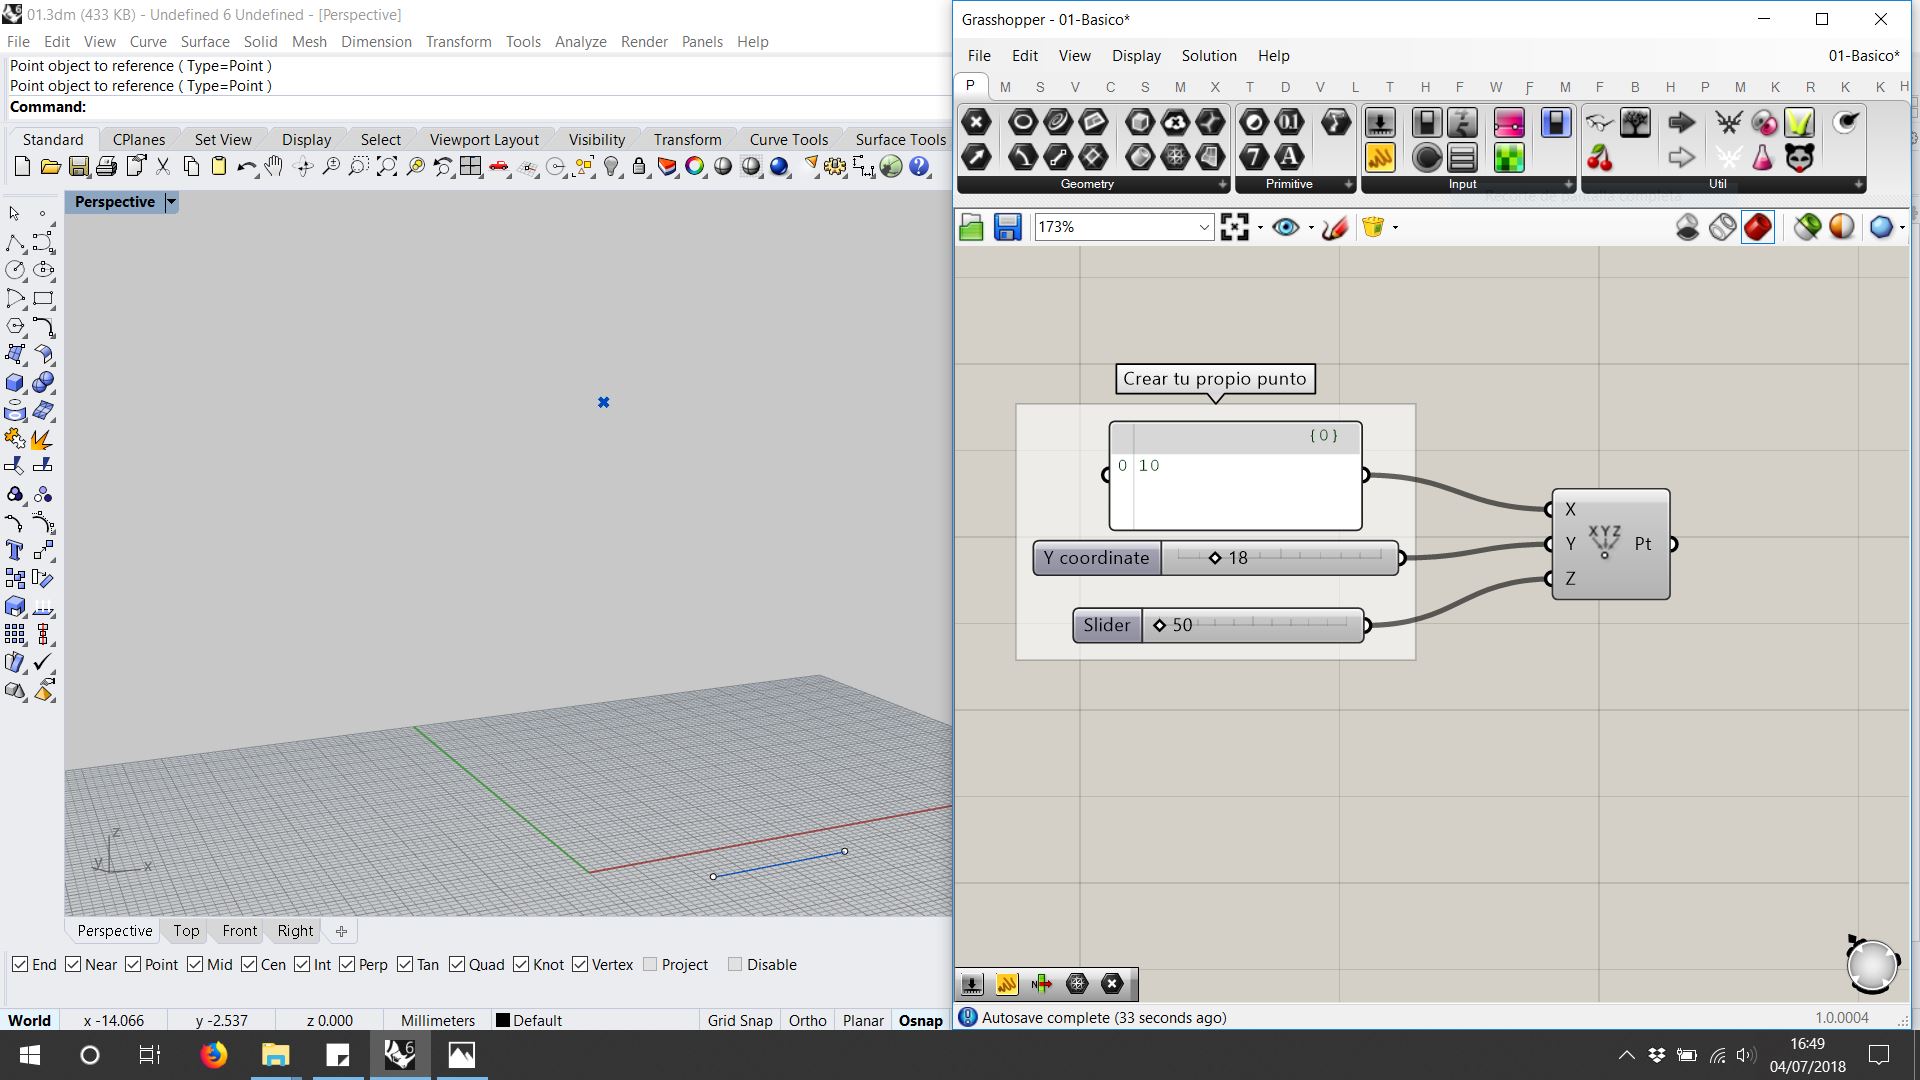 01.3dm (433 KB) - Undefined 6 Undefined - [Perspective]
File Edit View Curve Surface Solid Mesh Dimension Transform Tools Analyze Render Panels Help
Point object to reference ( Type=Point )
Point object to reference ( Type=Point )
Command:
Standard CPlanes Set View Display Select Viewport Layout Visibility Transform Curve Tools Surface Tools
Perspective
z
y x
Perspective Top Front Right
End Near Point Mid Cen Int Perp Tan Quad Knot Vertex Project Disable
World x -14.066 y -2.537 z 0.000 Millimeters Default Grid Snap Ortho Planar Osnap
Grasshopper - 01-Basico*
File Edit View Display Solution Help 01-Basico*
P M S V C S M X T D V L T H F W F M F B H P M K R K K H
Geometry Primitive Input Util
Recorte de pantalla completa
173%
Crear tu propio punto
{0}
0 10
Y coordinate 18
Slider 50
X
Y
Z
XYZ
Pt
Autosave complete (33 seconds ago) 1.0.0004
16:49
04/07/2018